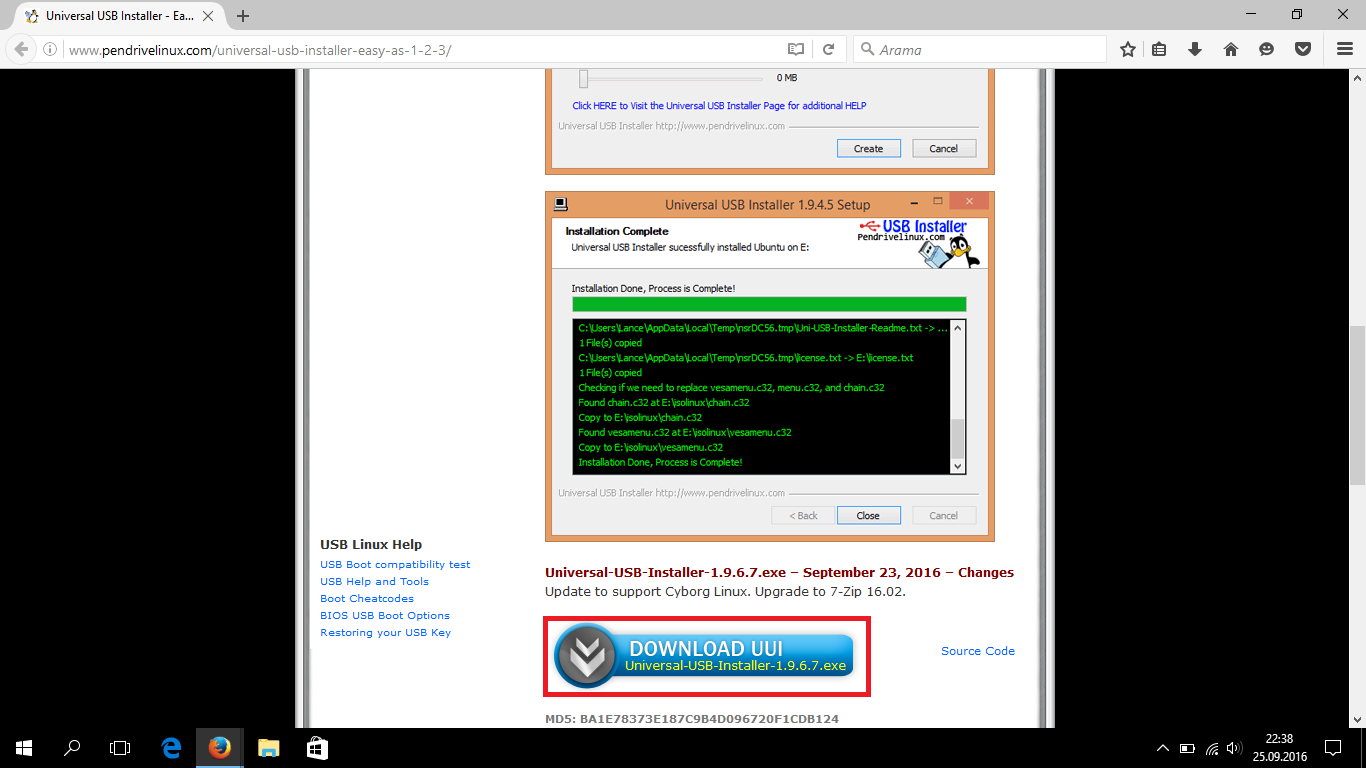 Universal USB Installer - Ea...
www.pendrivelinux.com/universal-usb-installer-easy-as-1-2-3/
Arama
0 MB
Click HERE to Visit the Universal USB Installer Page for additional HELP
Universal USB Installer http://www.pendrivelinux.com
Create
Cancel
Universal USB Installer 1.9.4.5 Setup
Installation Complete
Universal USB Installer sucessfully installed Ubuntu on E:
USB Installer
Pendrivelinux.com
Installation Done, Process is Complete!
C:\Users\Lance\AppData\Local\Temp\nsrDC56.tmp\Uni-USB-Installer-Readme.txt -> ...
1 File(s) copied
C:\Users\Lance\AppData\Local\Temp\nsrDC56.tmp\license.txt -> E:\license.txt
1 File(s) copied
Checking if we need to replace vesamenu.c32, menu.c32, and chain.c32
Found chain.c32 at E:\isolinux\chain.c32
Copy to E:\isolinux\chain.c32
Found vesamenu.c32 at E:\isolinux\vesamenu.c32
Copy to E:\isolinux\vesamenu.c32
Installation Done, Process is Complete!
Universal USB Installer http://www.pendrivelinux.com
< Back
Close
Cancel
USB Linux Help
USB Boot compatibility test
USB Help and Tools
Boot Cheatcodes
BIOS USB Boot Options
Restoring your USB Key
Universal-USB-Installer-1.9.6.7.exe – September 23, 2016 – Changes
Update to support Cyborg Linux. Upgrade to 7-Zip 16.02.
DOWNLOAD UUI
Universal-USB-Installer-1.9.6.7.exe
Source Code
MD5: BA1E78373E187C9B4D096720F1CDB124
22:38
25.09.2016